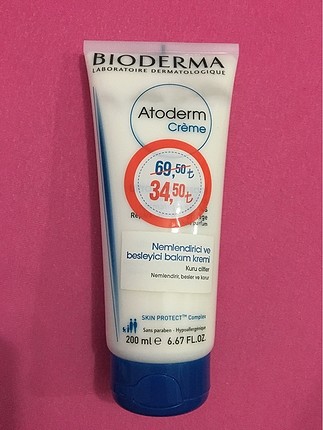 BIODERMA
LABORATOIRE DERMATOLOGIQUE
Atoderm
Crème
69,50₺
34,50₺
Nemlendirici ve
besleyici bakım kremi
Kuru ciltler
Nemlendirir, besler ve korur
SKIN PROTECT™ Complex
Sans paraben - Hypoallergénique
200 ml e 6.67 FL.OZ.